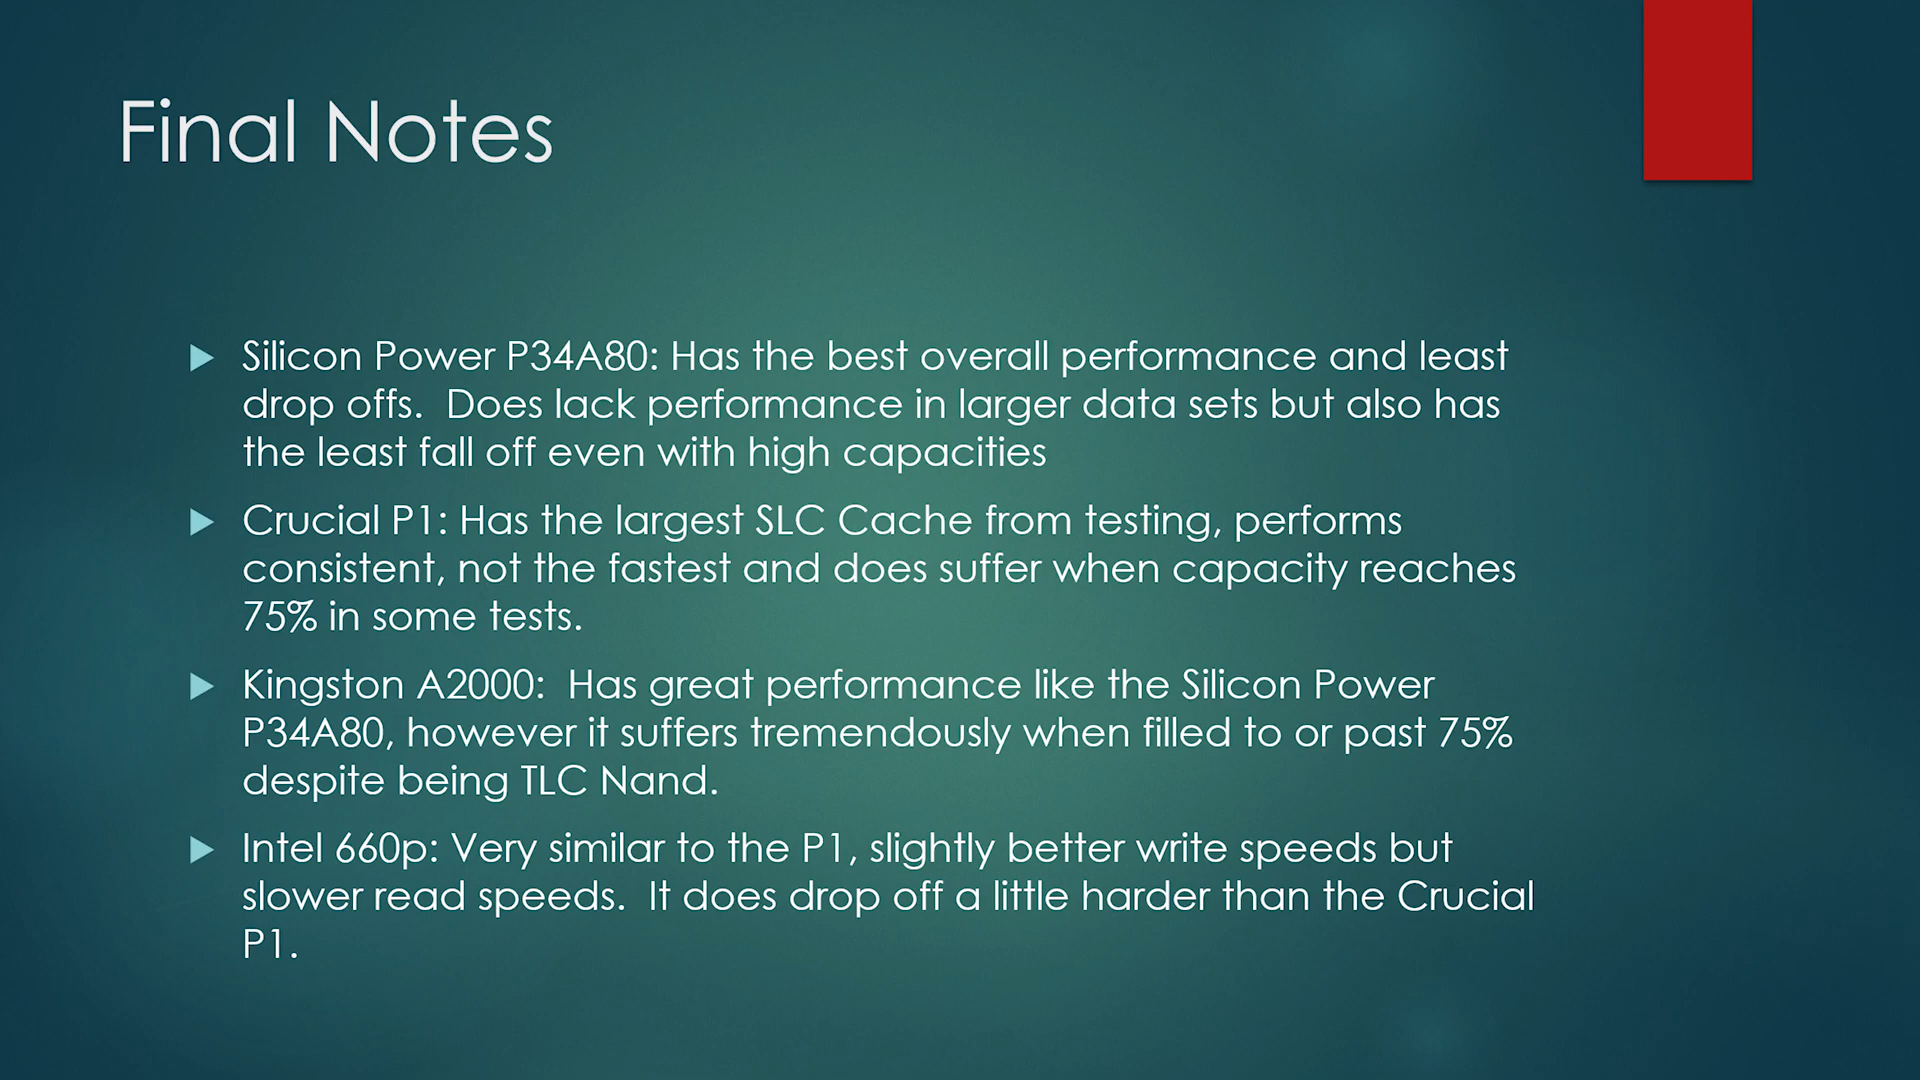 Final Notes
Silicon Power P34A80: Has the best overall performance and least
drop offs.  Does lack performance in larger data sets but also has
the least fall off even with high capacities
Crucial P1: Has the largest SLC Cache from testing, performs
consistent, not the fastest and does suffer when capacity reaches
75% in some tests.
Kingston A2000:  Has great performance like the Silicon Power
P34A80, however it suffers tremendously when filled to or past 75%
despite being TLC Nand.
Intel 660p: Very similar to the P1, slightly better write speeds but
slower read speeds.  It does drop off a little harder than the Crucial
P1.